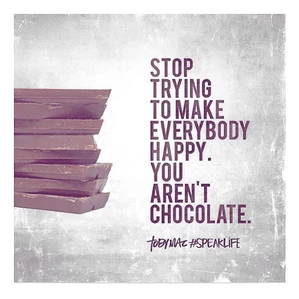 STOP
TRYING
TO MAKE
EVERYBODY
HAPPY.
YOU
AREN'T
CHOCOLATE.
TOBYMAC #SPEAKLIFE